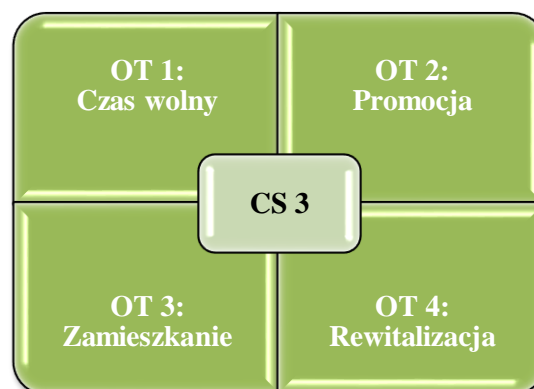 OT 1:
Czas wolny
OT 2:
Promocja
CS 3
OT 3:
Zamieszkanie
OT 4:
Rewitalizacja